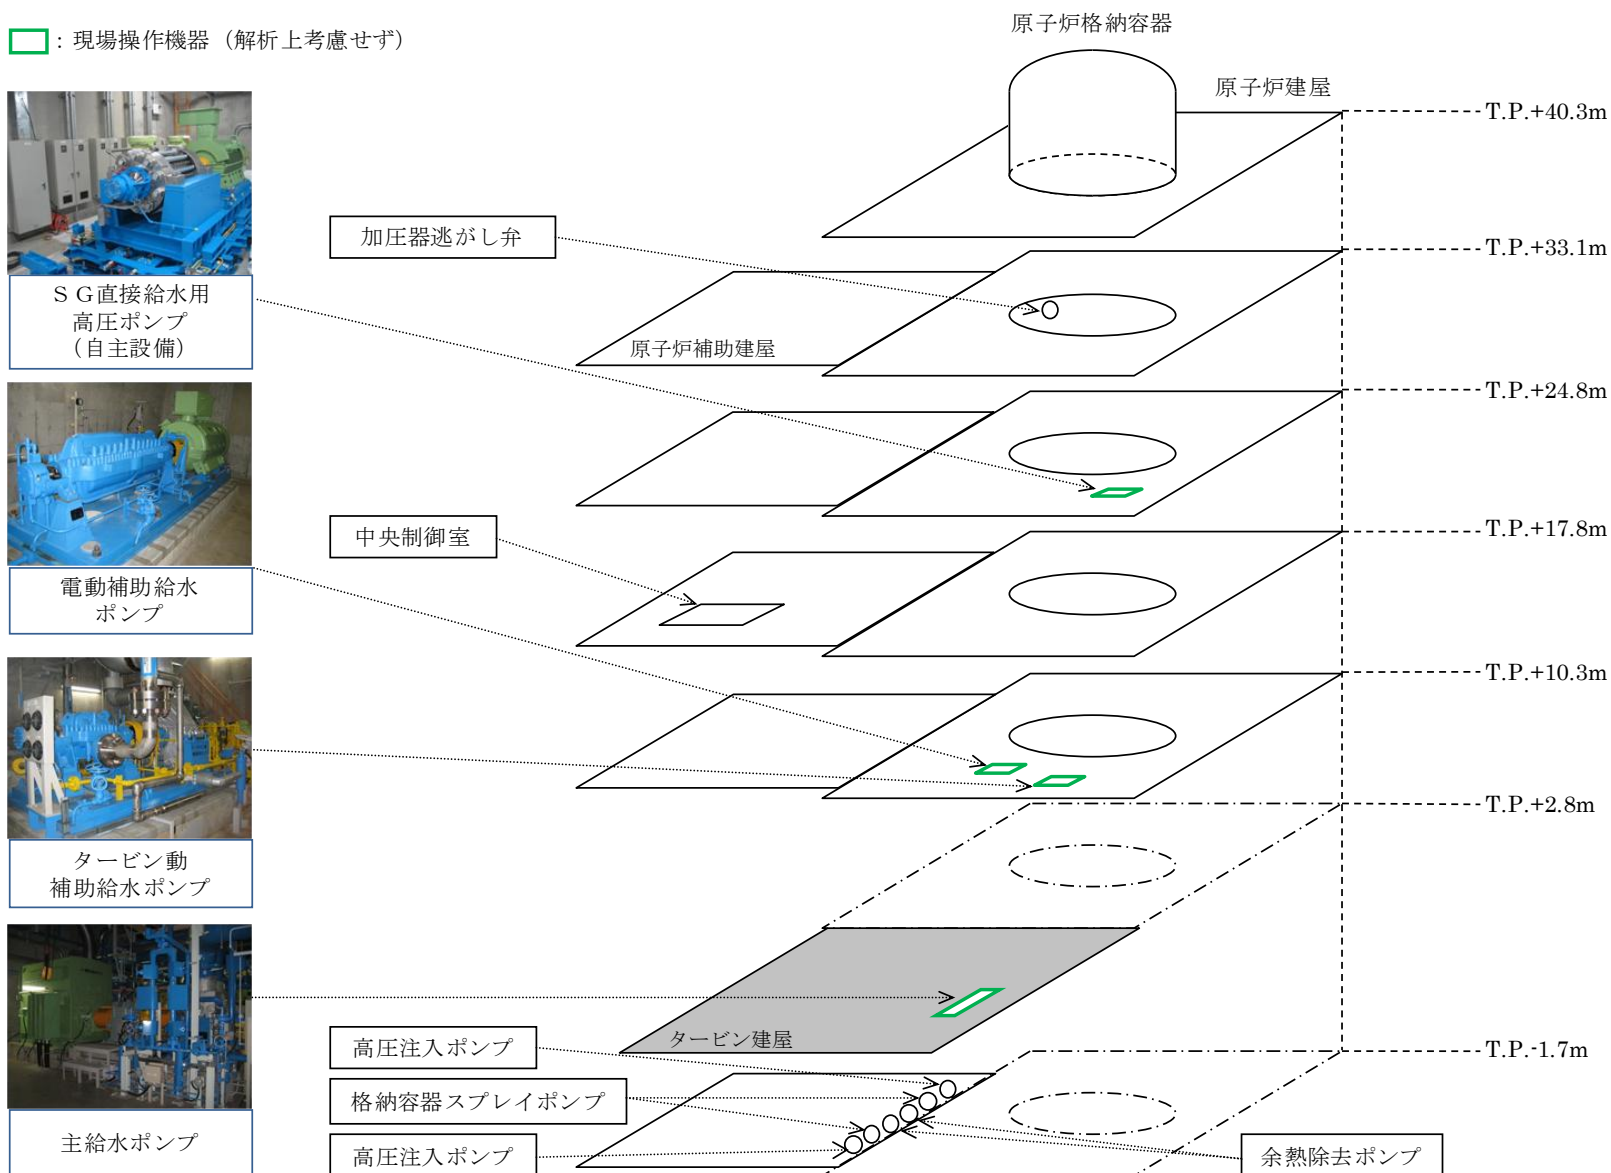 ：現場操作機器（解析上考慮せず）
原子炉格納容器
原子炉建屋
T.P.+40.3m
加圧器逃がし弁
T.P.+33.1m
ＳＧ直接給水用
高圧ポンプ
（自主設備）
原子炉補助建屋
T.P.+24.8m
中央制御室
T.P.+17.8m
電動補助給水
ポンプ
T.P.+10.3m
T.P.+2.8m
タービン動
補助給水ポンプ
タービン建屋
高圧注入ポンプ
T.P.-1.7m
格納容器スプレイポンプ
主給水ポンプ
高圧注入ポンプ
余熱除去ポンプ